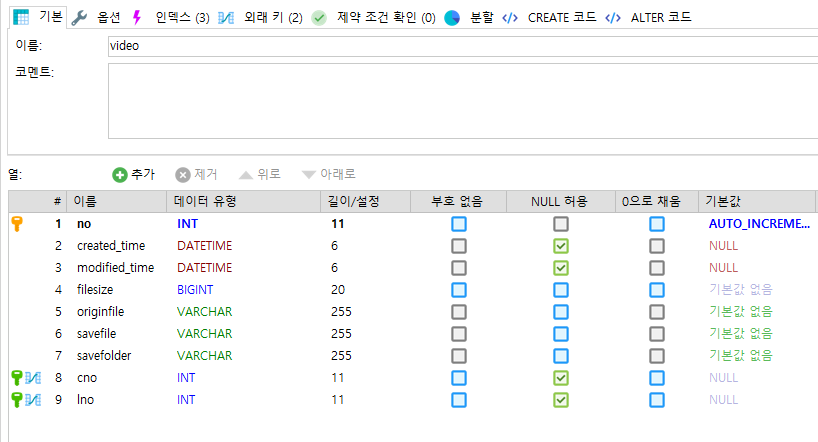 기본 옵션 인덱스 (3) 외래 키 (2) 제약 조건 확인 (0) 분할 CREATE 코드 ALTER 코드
이름: video
코멘트:
열: 추가 제거 위로 아래로
# 이름 데이터 유형 길이/설정 부호 없음 NULL 허용 0으로 채움 기본값
1 no INT 11 AUTO_INCREME...
2 created_time DATETIME 6 NULL
3 modified_time DATETIME 6 NULL
4 filesize BIGINT 20 기본값 없음
5 originfile VARCHAR 255 기본값 없음
6 savefile VARCHAR 255 기본값 없음
7 savefolder VARCHAR 255 기본값 없음
8 cno INT 11 NULL
9 lno INT 11 NULL